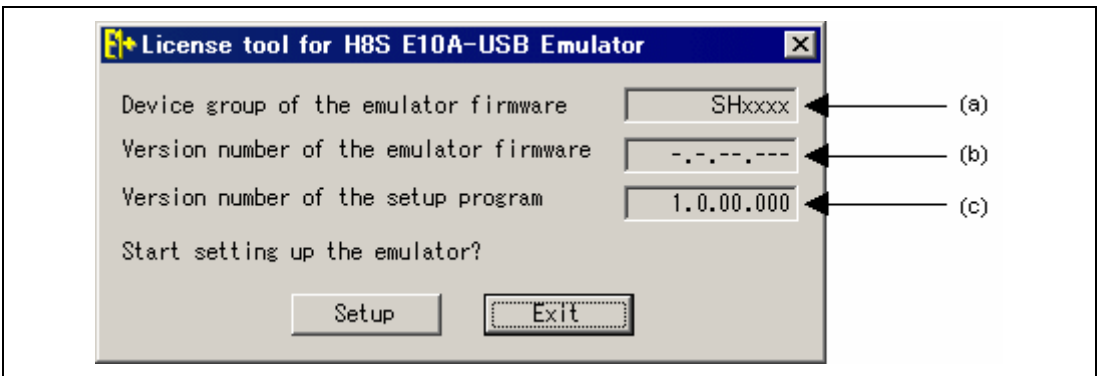 License tool for H8S E10A-USB Emulator
Device group of the emulator firmware SHxxxx (a)
Version number of the emulator firmware -.-.--.--- (b)
Version number of the setup program 1.0.00.000 (c)
Start setting up the emulator?
Setup Exit